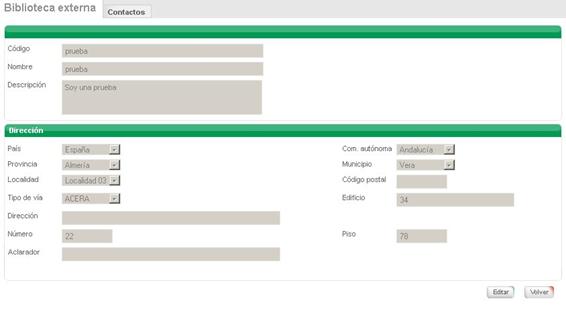 Biblioteca externa Contactos
Código prueba
Nombre prueba
Descripción Soy una prueba
Dirección
País España Com. autónoma Andalucía
Provincia Almería Municipio Vera
Localidad Localidad 03 Código postal
Tipo de vía ACERA Edificio 34
Dirección
Número 22 Piso 78
Aclarador
Editar Volver